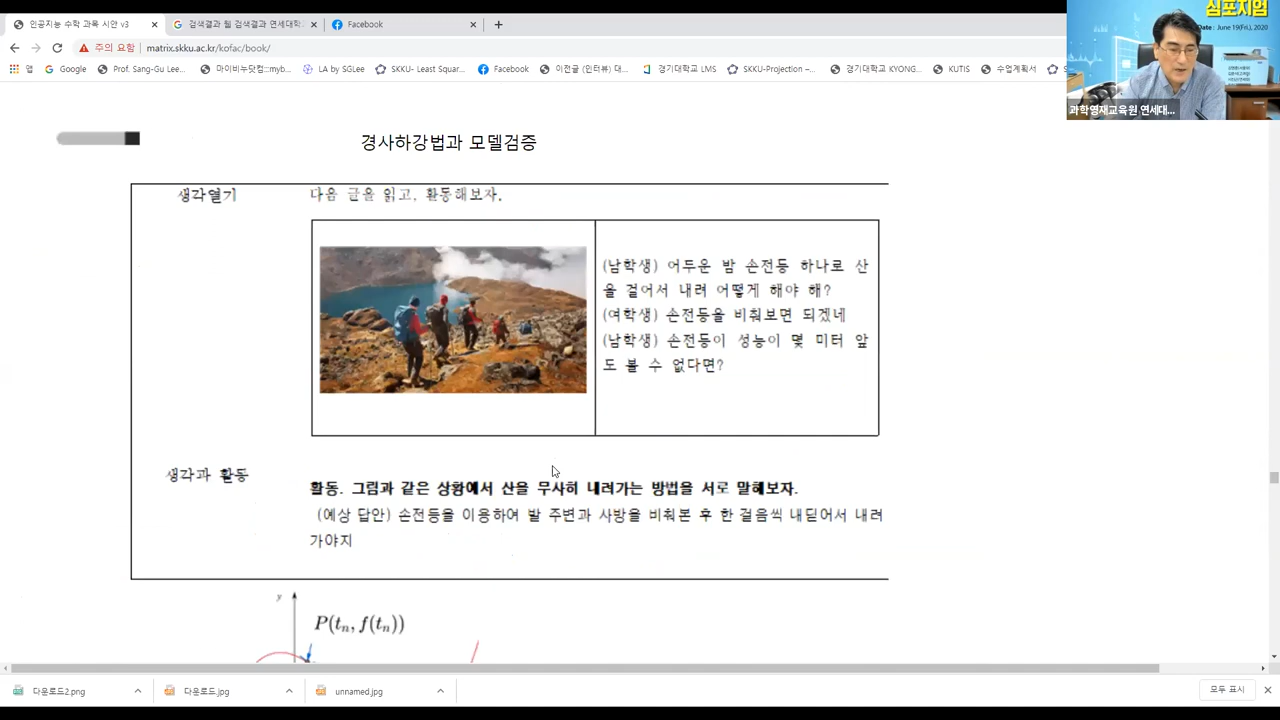 인공지능 수학 과목 시안 v3
검색결과 웹 검색결과 연세대학
Facebook
심포지엄
Date : June 19(Fri.), 2020
주의 요함
matrix.skku.ac.kr/kofac/book/
앱
Google
Prof. Sang-Gu Lee...
마이비누닷컴:::myb...
LA by SGLee
SKKU- Least Squar...
Facebook
이전글 (인터뷰) 대...
경기대학교 LMS
SKKU-Projection –...
경기대학교 KYONG...
KUTIS
수업계획서
과학영재교육원 연세대...
경사하강법과 모델검증
생각열기
다음 글을 읽고, 활동해보자.
(남학생) 어두운 밤 손전등 하나로 산
을 걸어서 내려 어떻게 해야 해?
(여학생) 손전등을 비춰보면 되겠네
(남학생) 손전등이 성능이 몇 미터 앞
도 볼 수 없다면?
생각과 활동
활동. 그림과 같은 상황에서 산을 무사히 내려가는 방법을 서로 말해보자.
(예상 답안) 손전등을 이용하여 발 주변과 사방을 비춰본 후 한 걸음씩 내딛어서 내려
가야지
y
P(tₙ, f(tₙ))
다운로드2.png
다운로드.jpg
unnamed.jpg
모두 표시